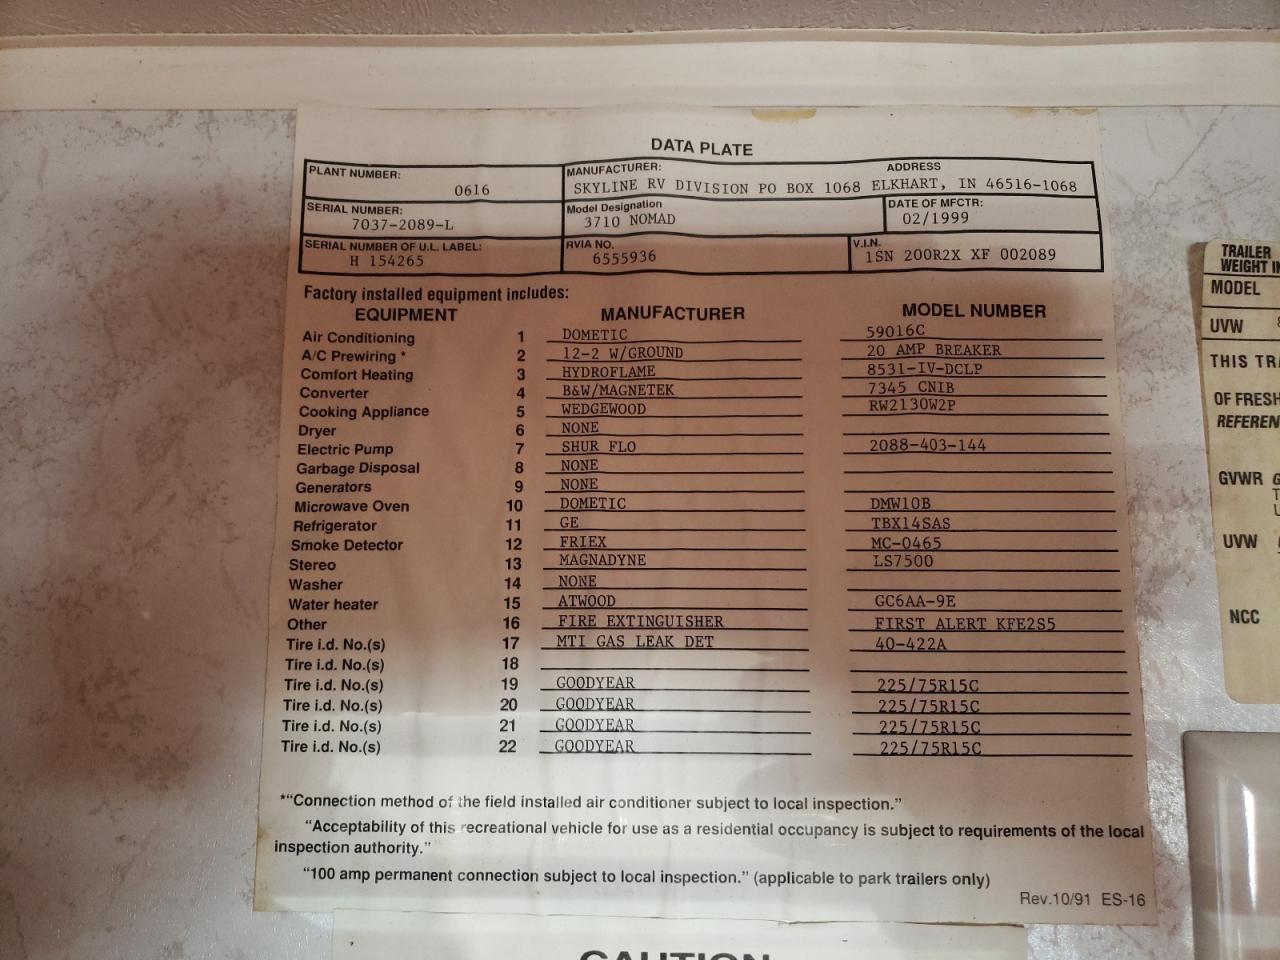 DATA PLATE
PLANT NUMBER: 0616
MANUFACTURER: ADDRESS
SKYLINE RV DIVISION PO BOX 1068 ELKHART, IN 46516-1068
SERIAL NUMBER: 7037-2089-L
Model Designation 3710 NOMAD
DATE OF MFCTR: 02/1999
SERIAL NUMBER OF U.L. LABEL: H 154265
RVIA NO. 6555936
V.I.N. 1SN 200R2X XF 002089
Factory installed equipment includes:
EQUIPMENT MANUFACTURER MODEL NUMBER
Air Conditioning 1 DOMETIC 59016C
A/C Prewiring * 2 12-2 W/GROUND 20 AMP BREAKER
Comfort Heating 3 HYDROFLAME 8531-IV-DCLP
Converter 4 B&W/MAGNETEK 7345 CNIB
Cooking Appliance 5 WEDGEWOOD RW2130W2P
Dryer 6 NONE
Electric Pump 7 SHUR FLO 2088-403-144
Garbage Disposal 8 NONE
Generators 9 NONE
Microwave Oven 10 DOMETIC DMW10B
Refrigerator 11 GE TBX14SAS
Smoke Detector 12 FRIEX MC-0465
Stereo 13 MAGNADYNE LS7500
Washer 14 NONE
Water heater 15 ATWOOD GC6AA-9E
Other 16 FIRE EXTINGUISHER FIRST ALERT KFE2S5
Tire i.d. No.(s) 17 MTI GAS LEAK DET 40-422A
Tire i.d. No.(s) 18
Tire i.d. No.(s) 19 GOODYEAR 225/75R15C
Tire i.d. No.(s) 20 GOODYEAR 225/75R15C
Tire i.d. No.(s) 21 GOODYEAR 225/75R15C
Tire i.d. No.(s) 22 GOODYEAR 225/75R15C
*“Connection method of the field installed air conditioner subject to local inspection.”
“Acceptability of this recreational vehicle for use as a residential occupancy is subject to requirements of the local
inspection authority.”
“100 amp permanent connection subject to local inspection.” (applicable to park trailers only)
Rev.10/91 ES-16
CAUTION
TRAILER
WEIGHT
MODEL
UVW
THIS
OF FRESH
GVWR
UVW
NCC